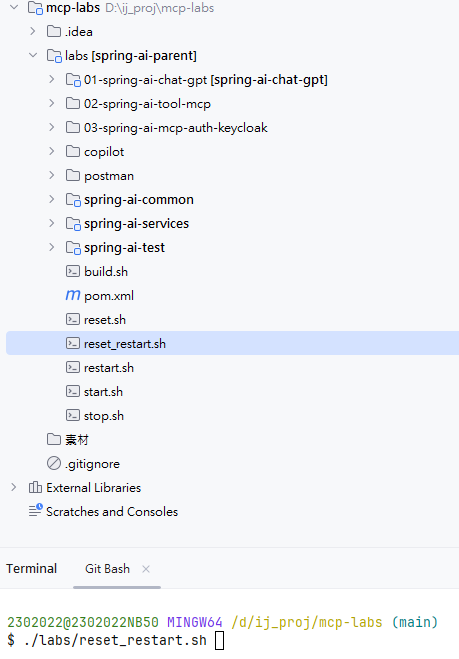 mcp-labs D:\ij_proj\mcp-labs
.idea
labs [spring-ai-parent]
01-spring-ai-chat-gpt [spring-ai-chat-gpt]
02-spring-ai-tool-mcp
03-spring-ai-mcp-auth-keycloak
copilot
postman
spring-ai-common
spring-ai-services
spring-ai-test
build.sh
m pom.xml
reset.sh
reset_restart.sh
restart.sh
start.sh
stop.sh
素材
.gitignore
External Libraries
Scratches and Consoles
Terminal Git Bash
2302022@2302022NB50 MINGW64 /d/ij_proj/mcp-labs (main)
$ ./labs/reset_restart.sh